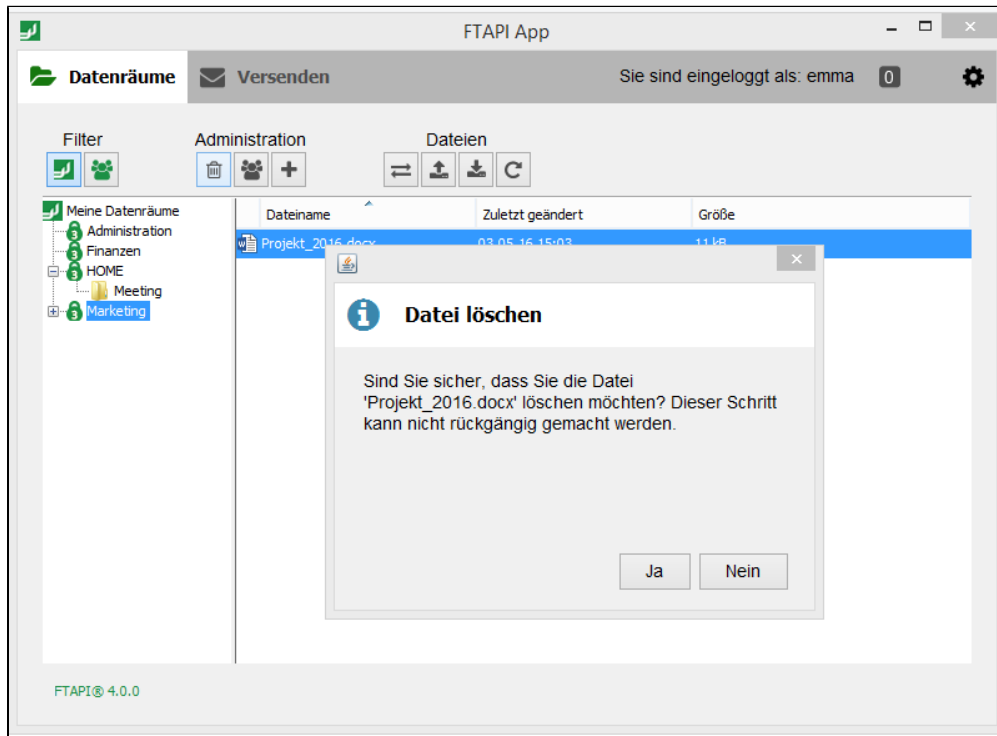 FTAPI App
Datenräume Versenden Sie sind eingeloggt als: emma 0
Filter Administration Dateien
Meine Datenräume
Administration
Finanzen
HOME
Meeting
Marketing
Dateiname Zuletzt geändert Größe
Projekt_2016.docx 03.05.16 15:03 11 kB
Datei löschen
Sind Sie sicher, dass Sie die Datei
'Projekt_2016.docx' löschen möchten? Dieser Schritt
kann nicht rückgängig gemacht werden.
Ja Nein
FTAPI® 4.0.0